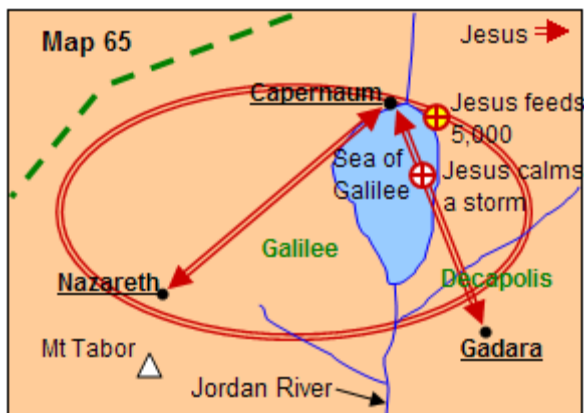 Map 65
Jesus
Capernaum
Jesus feeds
5,000
Sea of
Galilee
Jesus calms
a storm
Galilee
Decapolis
Nazareth
Mt Tabor
Gadara
Jordan River